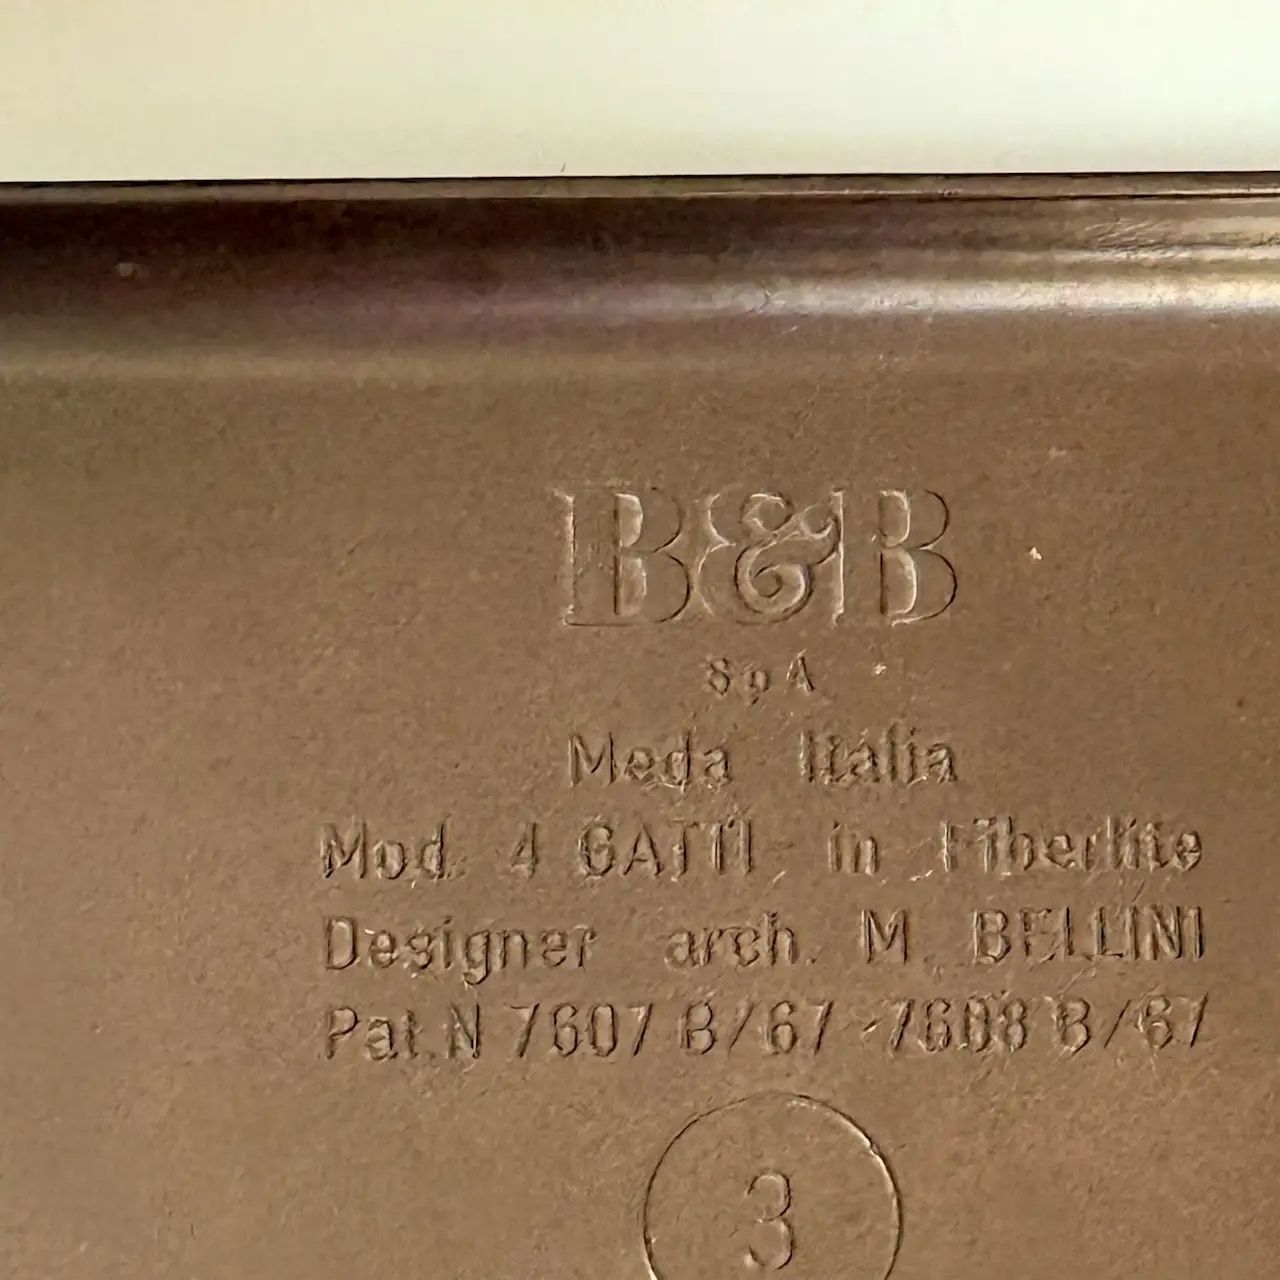 B&B
SpA
Meda Italia
Mod. 4 GATTI in Fiberlite
Designer arch. M. BELLINI
Pat.N 7607 B/67 - 7608 B/67
3